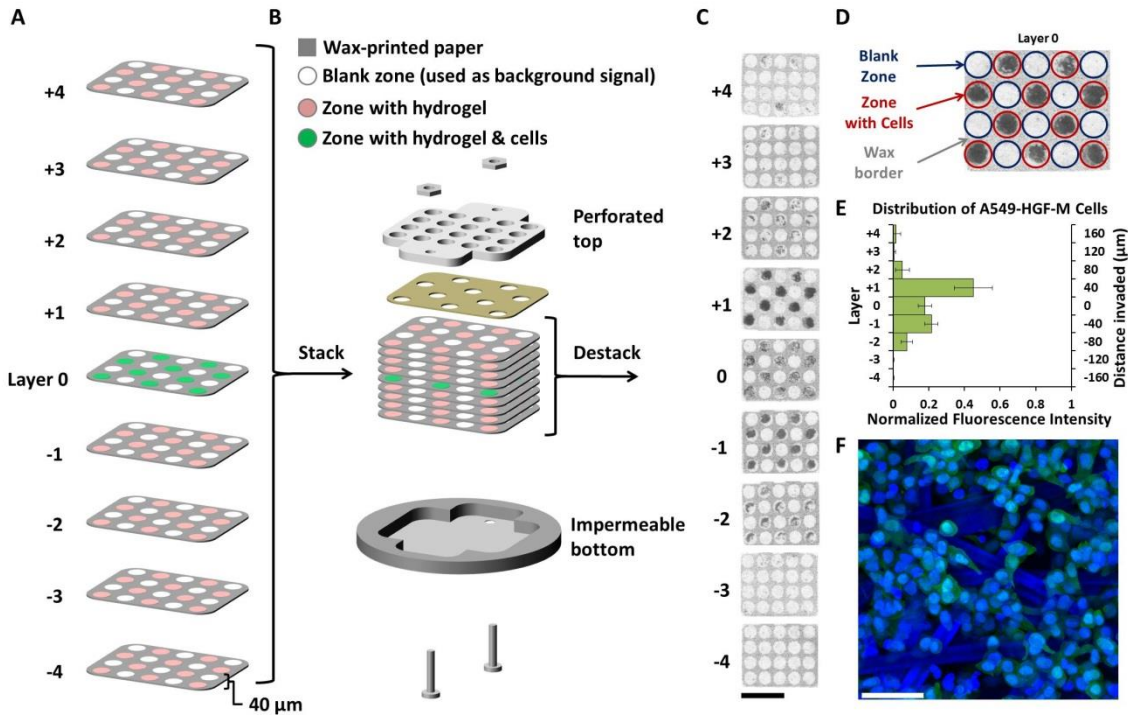 A
+4
+3
+2
+1
Layer 0
-1
-2
-3
-4
40 µm
B
Wax-printed paper
Blank zone (used as background signal)
Zone with hydrogel
Zone with hydrogel & cells
Perforated
top
Stack
Destack
Impermeable
bottom
C
+4
+3
+2
+1
0
-1
-2
-3
-4
D
Layer 0
Blank
Zone
Zone
with Cells
Wax
border
E
Distribution of A549-HGF-M Cells
Layer
+4
+3
+2
+1
0
-1
-2
-3
-4
160
120
80
40
0
-40
-80
-120
-160
Distance invaded (µm)
0 0.2 0.4 0.6 0.8 1
Normalized Fluorescence Intensity
F